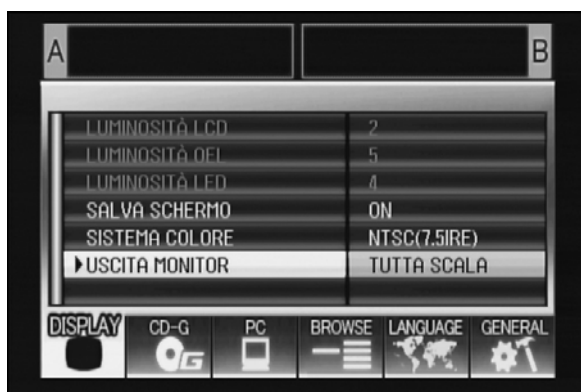 A B
LUMINOSITÀ LCD 2
LUMINOSITÀ OEL 5
LUMINOSITÀ LED 4
SALVA SCHERMO ON
SISTEMA COLORE NTSC(7.5IRE)
USCITA MONITOR TUTTA SCALA
DISPLAY CD-G PC BROWSE LANGUAGE GENERAL
G